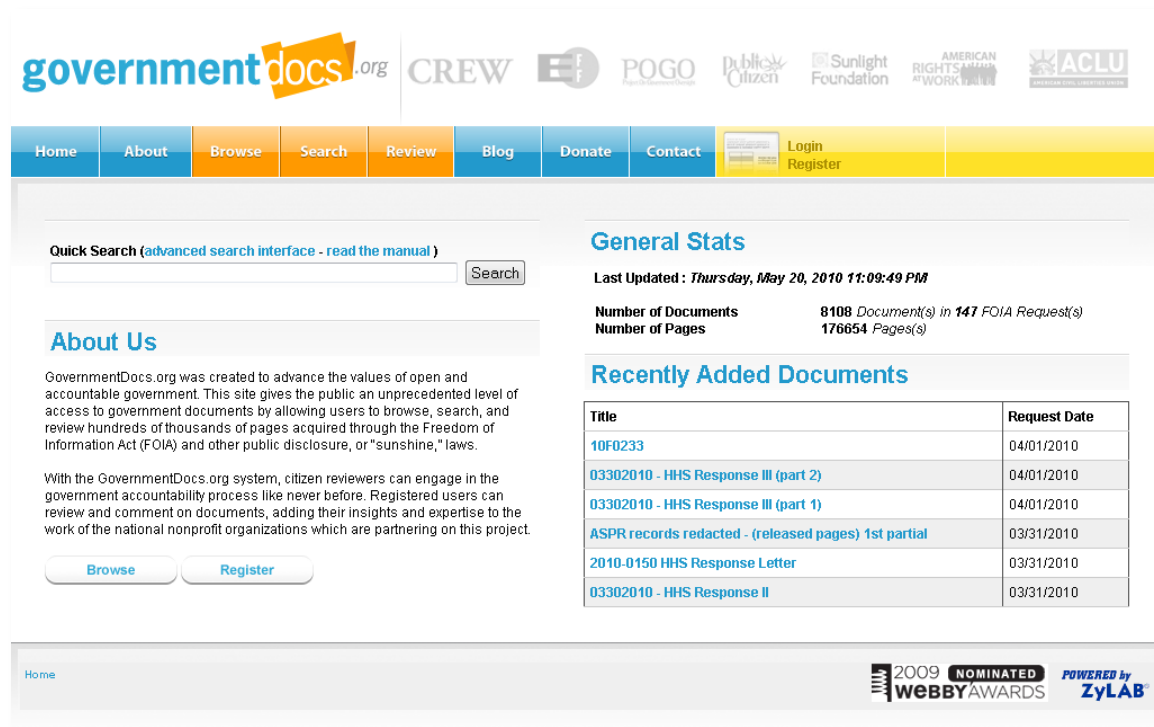 governmentdocs.org
CREW
EFF
POGO
Project On Government Oversight
Public Citizen
Sunlight Foundation
AMERICAN RIGHTS AT WORK
ACLU
AMERICAN CIVIL LIBERTIES UNION
Home About Browse Search Review Blog Donate Contact
Login
Register
Quick Search (advanced search interface - read the manual )
Search
About Us
GovernmentDocs.org was created to advance the values of open and
accountable government. This site gives the public an unprecedented level of
access to government documents by allowing users to browse, search, and
review hundreds of thousands of pages acquired through the Freedom of
Information Act (FOIA) and other public disclosure, or "sunshine," laws.
With the GovernmentDocs.org system, citizen reviewers can engage in the
government accountability process like never before. Registered users can
review and comment on documents, adding their insights and expertise to the
work of the national nonprofit organizations which are partnering on this project.
Browse Register
General Stats
Last Updated : Thursday, May 20, 2010 11:09:49 PM
Number of Documents 8108 Document(s) in 147 FOIA Request(s)
Number of Pages 176654 Pages(s)
Recently Added Documents
Title Request Date
10F0233 04/01/2010
03302010 - HHS Response III (part 2) 04/01/2010
03302010 - HHS Response III (part 1) 04/01/2010
ASPR records redacted - (released pages) 1st partial 03/31/2010
2010-0150 HHS Response Letter 03/31/2010
03302010 - HHS Response II 03/31/2010
Home
2009 NOMINATED
WEBBY AWARDS
POWERED by
ZyLAB